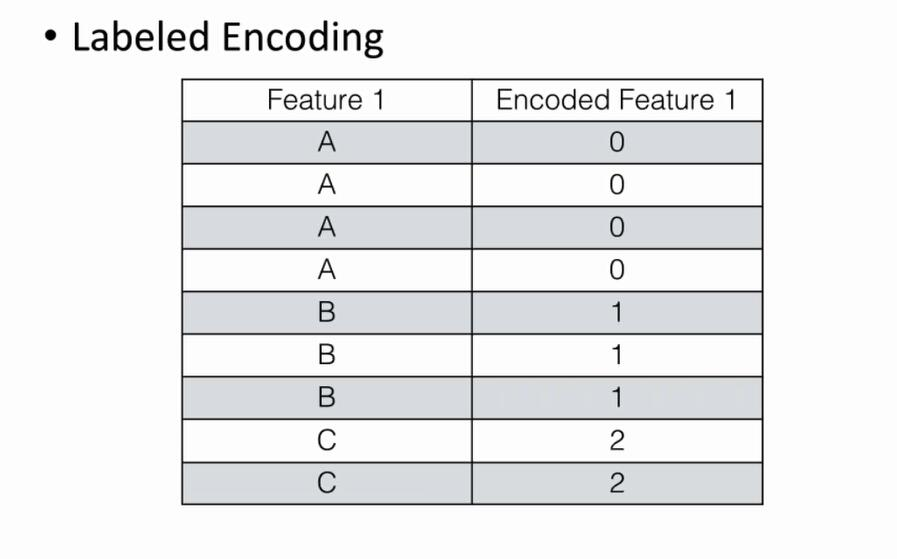 • Labeled Encoding
Feature 1 Encoded Feature 1
A 0
A 0
A 0
A 0
B 1
B 1
B 1
C 2
C 2